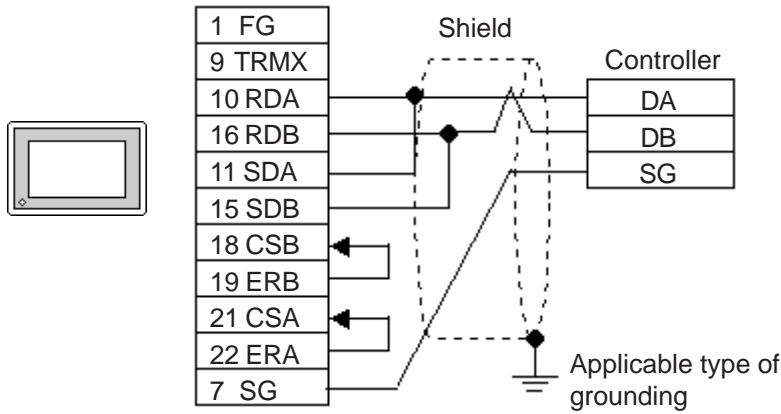 1 FG
9 TRMX
10 RDA
16 RDB
11 SDA
15 SDB
18 CSB
19 ERB
21 CSA
22 ERA
7 SG
Shield
Controller
DA
DB
SG
Applicable type of
grounding